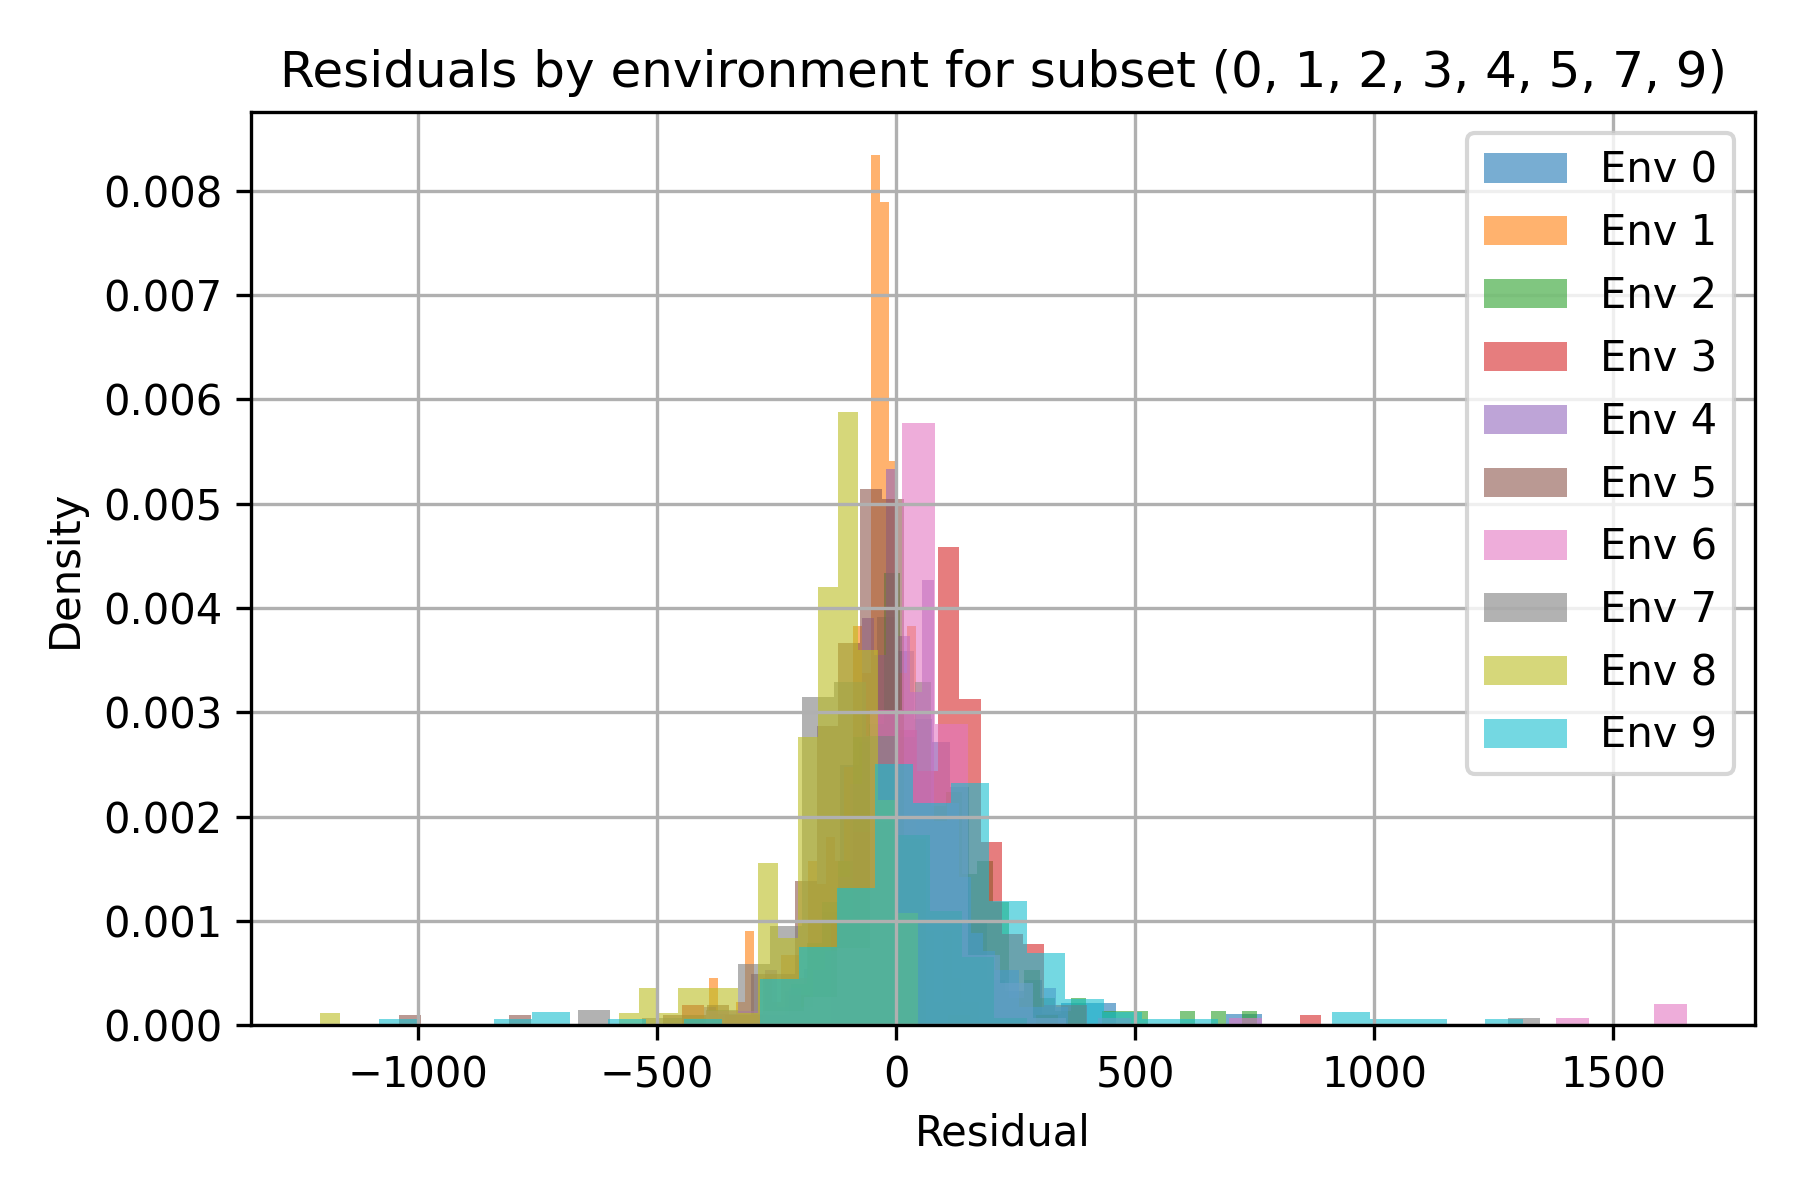 Residuals by environment for subset (0, 1, 2, 3, 4, 5, 7, 9)
Density
0.008
0.007
0.006
0.005
0.004
0.003
0.002
0.001
0.000
−1000
−500
0
500
1000
1500
Residual
Env 0
Env 1
Env 2
Env 3
Env 4
Env 5
Env 6
Env 7
Env 8
Env 9